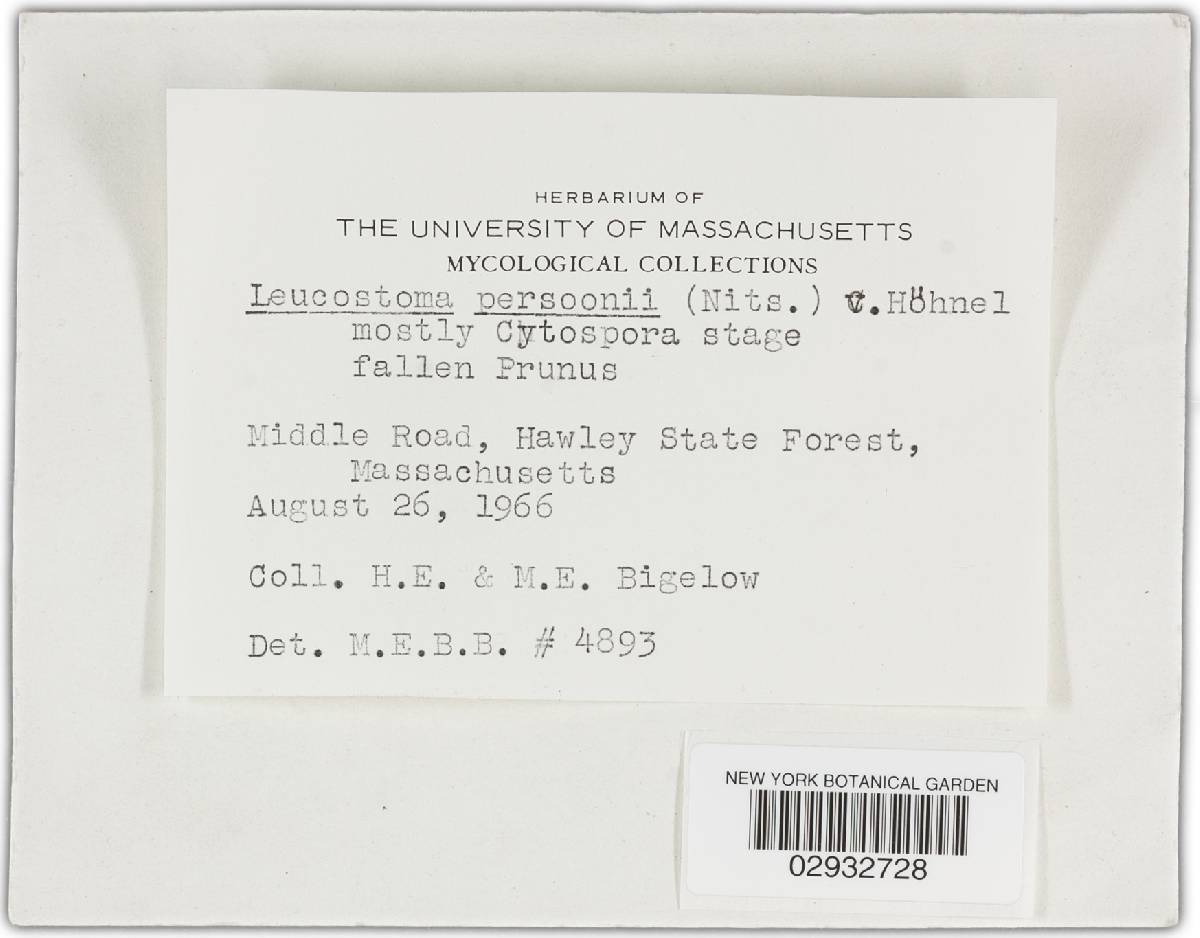 HERBARIUM OF
THE UNIVERSITY OF MASSACHUSETTS
MYCOLOGICAL COLLECTIONS
Leucostoma persoonii (Nits.) v.Höhnel
mostly Cytospora stage
fallen Prunus
Middle Road, Hawley State Forest,
Massachusetts
August 26, 1966
Coll. H.E. & M.E. Bigelow
Det. M.E.B.B. # 4893
NEW YORK BOTANICAL GARDEN
02932728